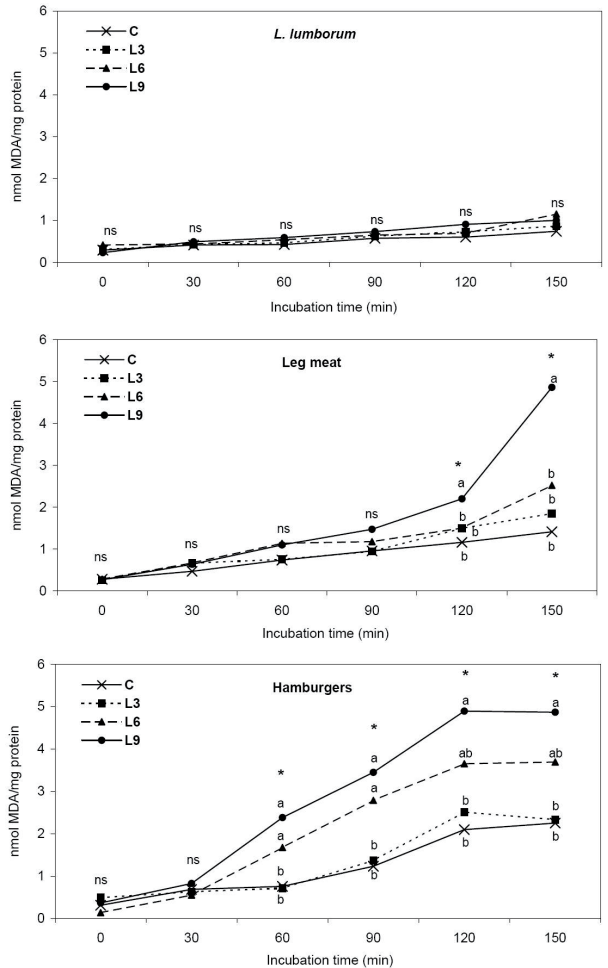 L. lumborum
C
L3
L6
L9
nmol MDA/mg protein
6
5
4
3
2
1
0
ns ns ns ns ns ns
0 30 60 90 120 150
Incubation time (min)
Leg meat
C
L3
L6
L9
nmol MDA/mg protein
6
5
4
3
2
1
0
* *
a a
b b
b b
b b
ns ns ns ns
0 30 60 90 120 150
Incubation time (min)
Hamburgers
C
L3
L6
L9
nmol MDA/mg protein
6
5
4
3
2
1
0
* * * *
a a a a
a a ab ab
b b b b
b b b b
ns ns
0 30 60 90 120 150
Incubation time (min)